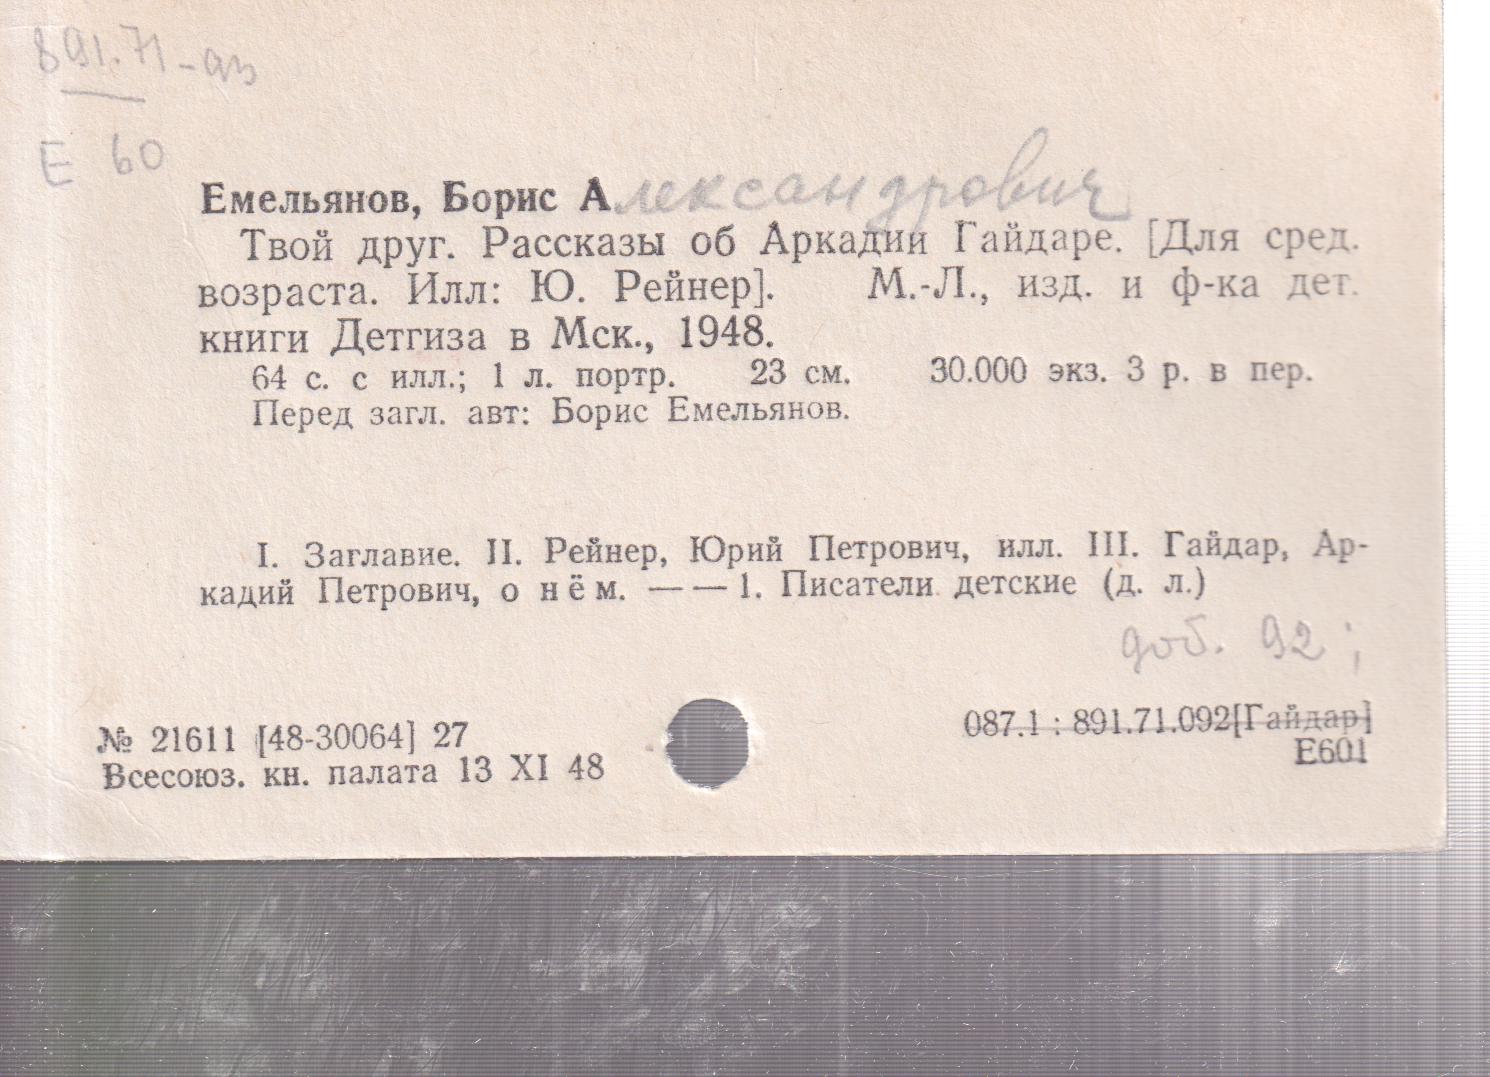 891.71-93
Е 60
Емельянов, Борис Александрович
Твой друг. Рассказы об Аркадии Гайдаре. [Для сред.
возраста. Илл: Ю. Рейнер]. М.-Л., изд. и ф-ка дет.
книги Детгиза в Мск., 1948.
64 с. с илл.; 1 л. портр. 23 см. 30.000 экз. 3 р. в пер.
Перед загл. авт: Борис Емельянов.
I. Заглавие. II. Рейнер, Юрий Петрович, илл. III. Гайдар, Ар-
кадий Петрович, о нём. — — 1. Писатели детские (д. л.)
доб. 92;
№ 21611 [48-30064] 27
Всесоюз. кн. палата 13 XI 48
087.1 : 891.71.092[Гайдар]
Е601